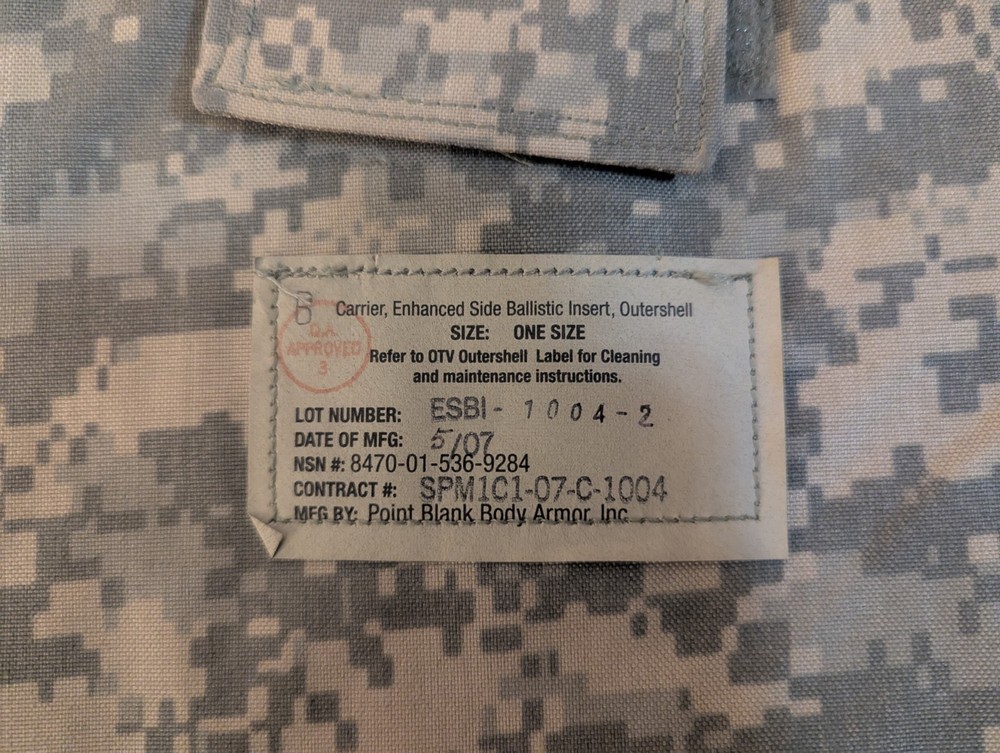 B
Carrier, Enhanced Side Ballistic Insert, Outershell
Q.A.
APPROVED
3
SIZE: ONE SIZE
Refer to OTV Outershell Label for Cleaning
and maintenance instructions.
LOT NUMBER: ESBI- 1004-2
DATE OF MFG: 5/07
NSN #: 8470-01-536-9284
CONTRACT #: SPM1C1-07-C-1004
MFG BY: Point Blank Body Armor, Inc